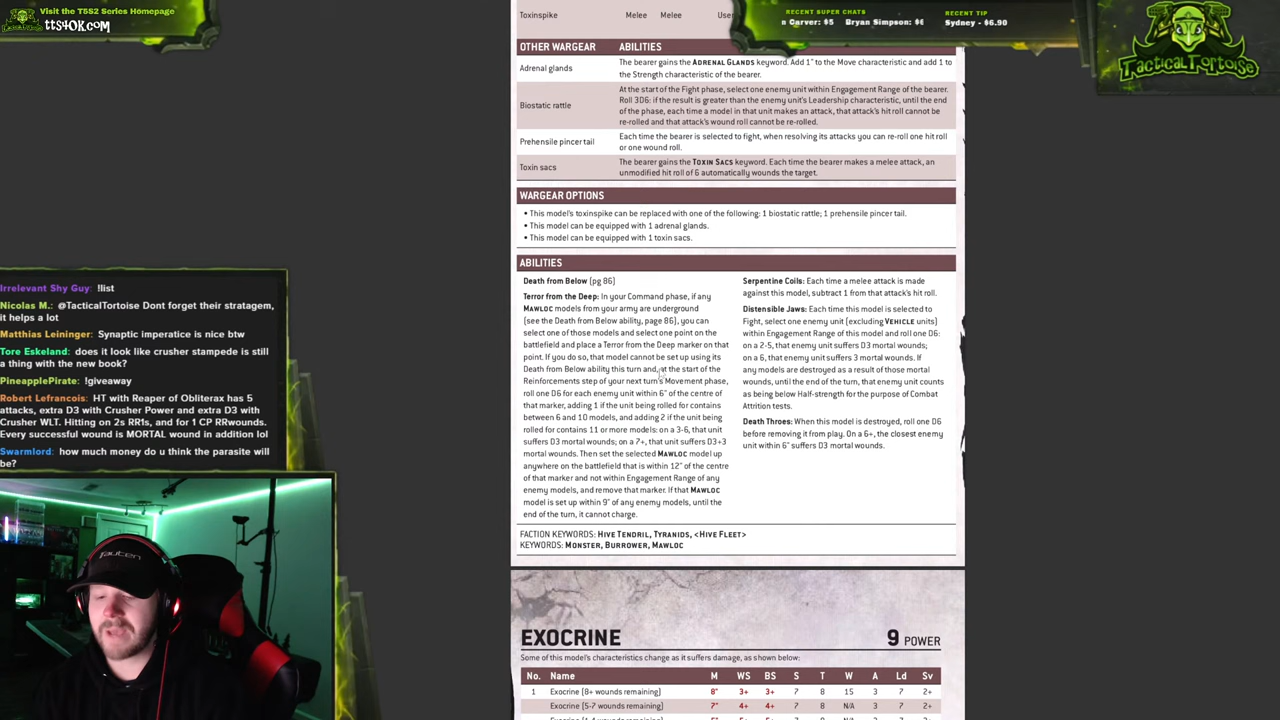 Visit the T5S2 Series Homepage
tts40k.com
RECENT SUPER CHATS
n Carver: $5 Bryan Simpson: $6
RECENT TIP
Sydney - $6.90
TACTICALTORTOISE
Toxinspike Melee Melee User
OTHER WARGEAR ABILITIES
Adrenal glands The bearer gains the ADRENAL GLANDS keyword. Add 1" to the Move characteristic and add 1 to
the Strength characteristic of the bearer.
Biostatic rattle At the start of the Fight phase, select one enemy unit within Engagement Range of the bearer.
Roll 3D6: if the result is greater than the enemy unit's Leadership characteristic, until the end
of the phase, each time a model in that unit makes an attack, that attack's hit roll cannot be
re-rolled and that attack's wound roll cannot be re-rolled.
Prehensile pincer tail Each time the bearer is selected to fight, when resolving its attacks you can re-roll one hit roll
or one wound roll.
Toxin sacs The bearer gains the TOXIN SACS keyword. Each time the bearer makes a melee attack, an
unmodified hit roll of 6 automatically wounds the target.
WARGEAR OPTIONS
• This model's toxinspike can be replaced with one of the following: 1 biostatic rattle; 1 prehensile pincer tail.
• This model can be equipped with 1 adrenal glands.
• This model can be equipped with 1 toxin sacs.
ABILITIES
Death from Below (pg 86)
Terror from the Deep: In your Command phase, if any
MAWLOC models from your army are underground
(see the Death from Below ability, page 86), you can
select one of those models and select one point on the
battlefield and place a Terror from the Deep marker on that
point. If you do so, that model cannot be set up using its
Death from Below ability this turn and, at the start of the
Reinforcements step of your next turn's Movement phase,
roll one D6 for each enemy unit within 6" of the centre of
that marker, adding 1 if the unit being rolled for contains
between 6 and 10 models, and adding 2 if the unit being
rolled for contains 11 or more models: on a 3-6, that unit
suffers D3 mortal wounds; on a 7+, that unit suffers D3+3
mortal wounds. Then set the selected MAWLOC model up
anywhere on the battlefield that is within 12" of the centre
of that marker and not within Engagement Range of any
enemy models, and remove that marker. If that MAWLOC
model is set up within 9" of any enemy models, until the
end of the turn, it cannot charge.
Serpentine Coils: Each time a melee attack is made
against this model, subtract 1 from that attack's hit roll.
Distensible Jaws: Each time this model is selected to
Fight, select one enemy unit (excluding VEHICLE units)
within Engagement Range of this model and roll one D6:
on a 2-5, that enemy unit suffers D3 mortal wounds;
on a 6, that enemy unit suffers 3 mortal wounds. If
any models are destroyed as a result of those mortal
wounds, until the end of the turn, that enemy unit counts
as being below Half-strength for the purpose of Combat
Attrition tests.
Death Throes: When this model is destroyed, roll one D6
before removing it from play. On a 6+, the closest enemy
unit within 6" suffers D3 mortal wounds.
FACTION KEYWORDS: HIVE TENDRIL, TYRANIDS, <HIVE FLEET>
KEYWORDS: MONSTER, BURROWER, MAWLOC
EXOCRINE 9 POWER
Some of this model's characteristics change as it suffers damage, as shown below:
No. Name M WS BS S T W A Ld Sv
1 Exocrine (8+ wounds remaining) 8" 3+ 3+ 7 8 15 3 7 2+
Exocrine (5-7 wounds remaining) 7" 4+ 4+ 7 8 N/A 3 7 2+
Irrelevant Shy Guy: !list
Nicolas M.: @TacticalTortoise Dont forget their stratagem,
it helps a lot
Matthias Leininger: Synaptic imperatice is nice btw
Tore Eskeland: does it look like crusher stampede is still
a thing with the new book?
PineapplePirate: !giveaway
Robert Lefrancois: HT with Reaper of Obliterax has 5
attacks, extra D3 with Crusher Power and extra D3 with
Crusher WLT. Hitting on 2s RR1s, and for 1 CP RRwounds.
Every successful wound is MORTAL wound in addition lol
Swarmlord: how much money do u think the parasite will
be?
rauten